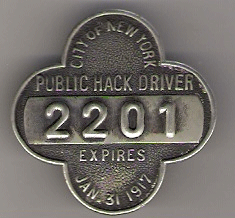 CITY OF NEW YORK
PUBLIC HACK DRIVER
2201
EXPIRES
JAN. 31 1917